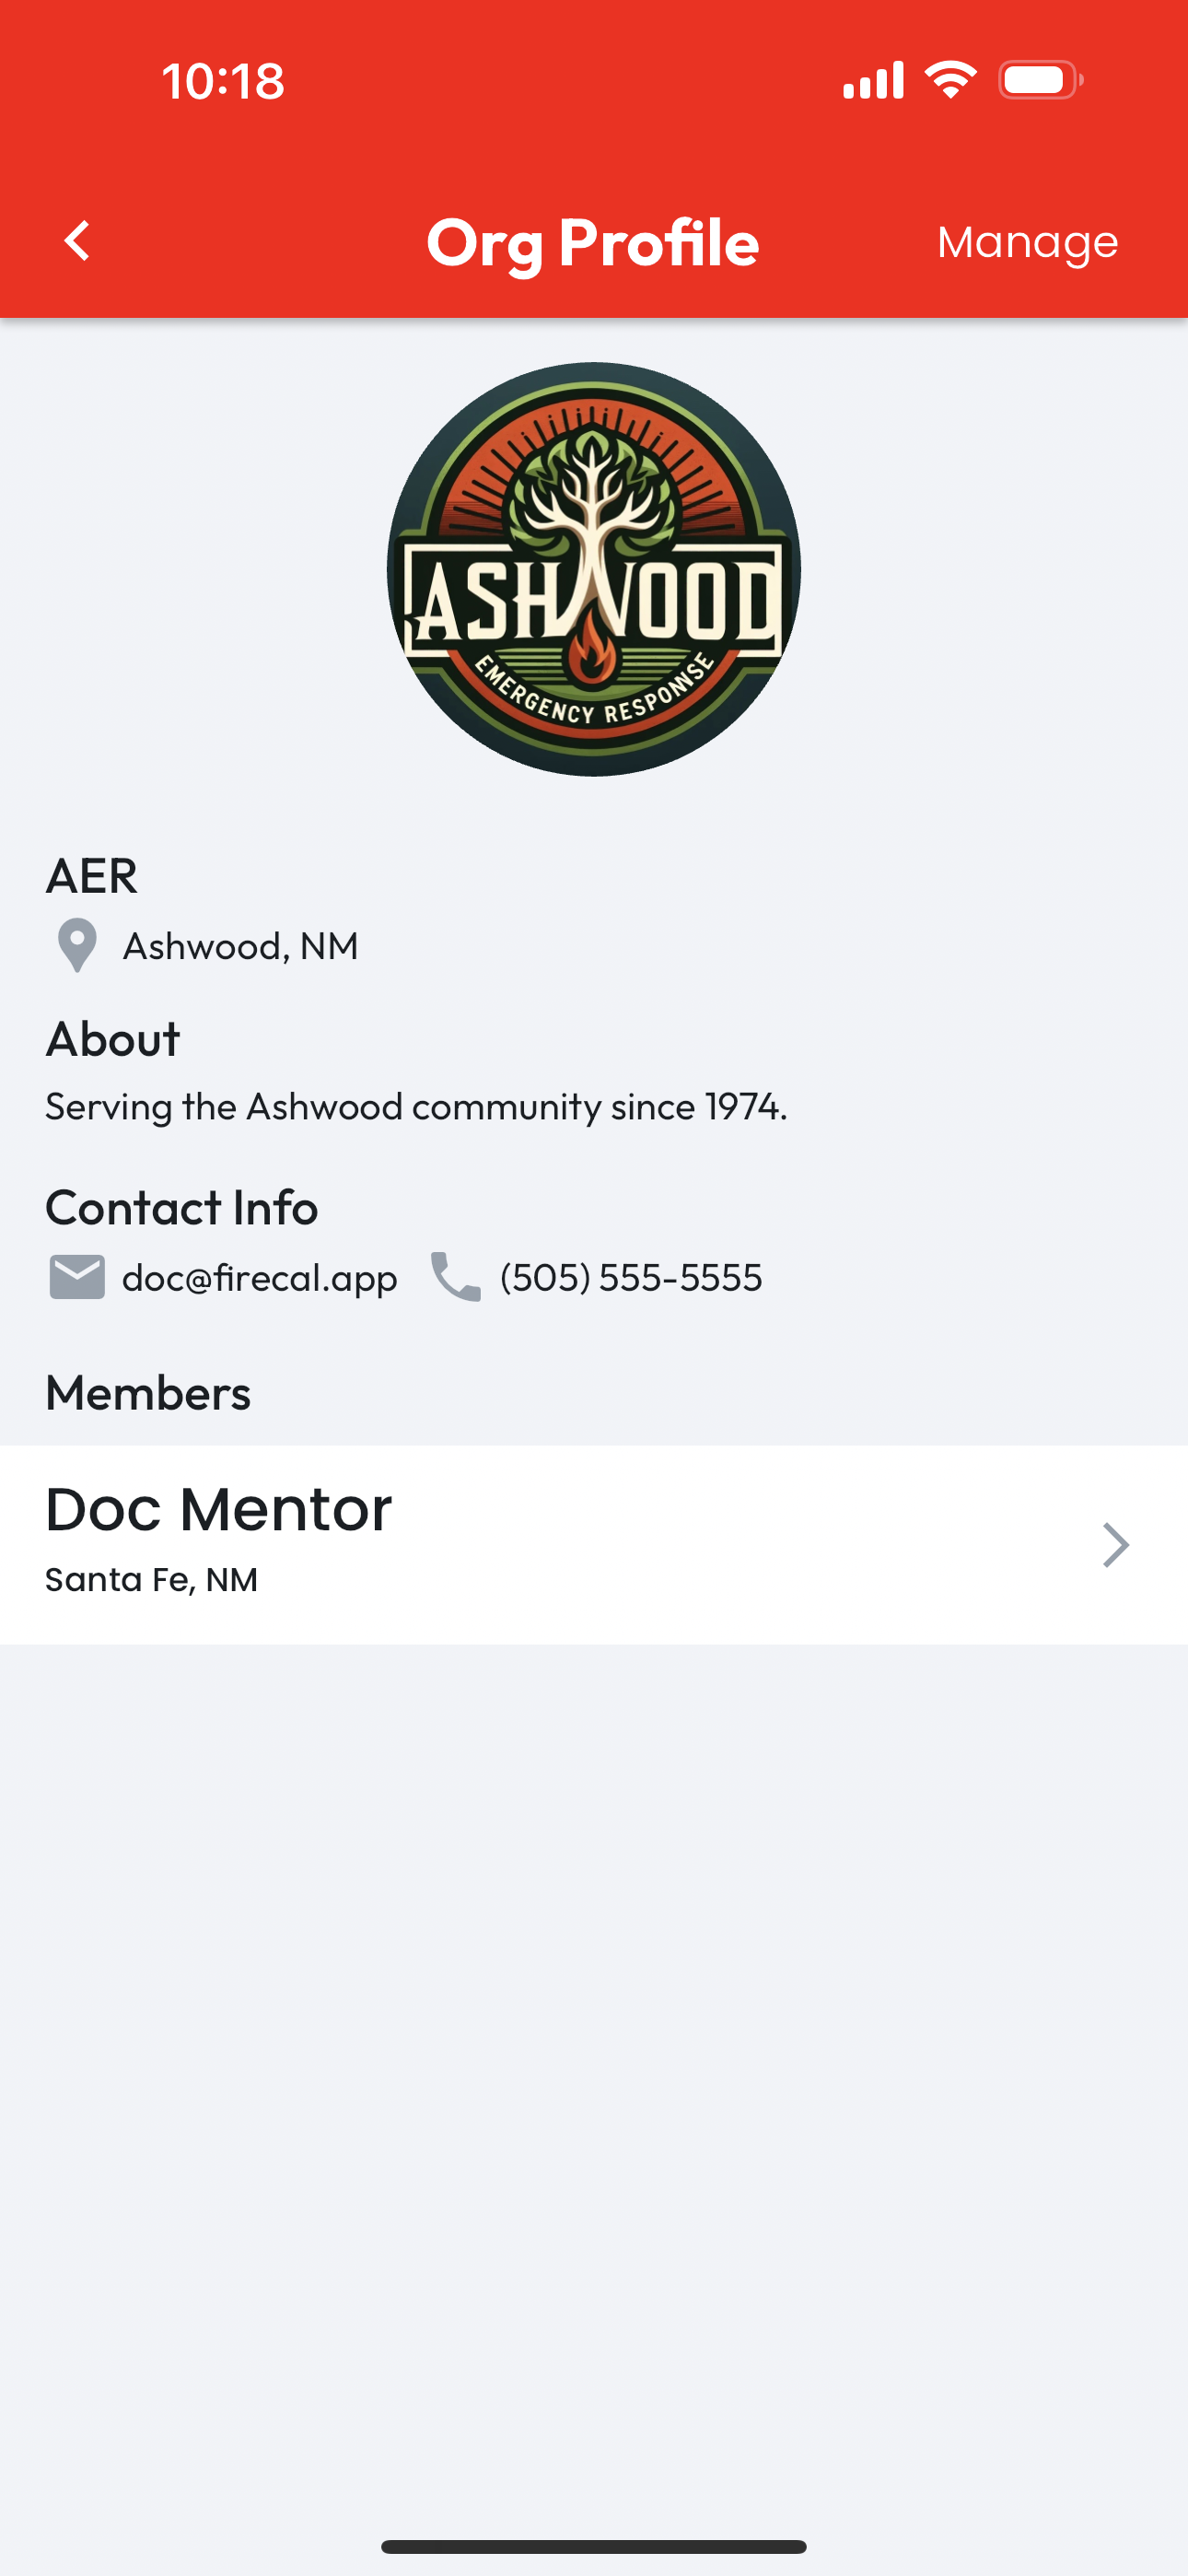 10:18
Org Profile
Manage
ASHWOOD
EMERGENCY RESPONSE
AER
Ashwood, NM
About
Serving the Ashwood community since 1974.
Contact Info
doc@firecal.app
(505) 555-5555
Members
Doc Mentor
Santa Fe, NM